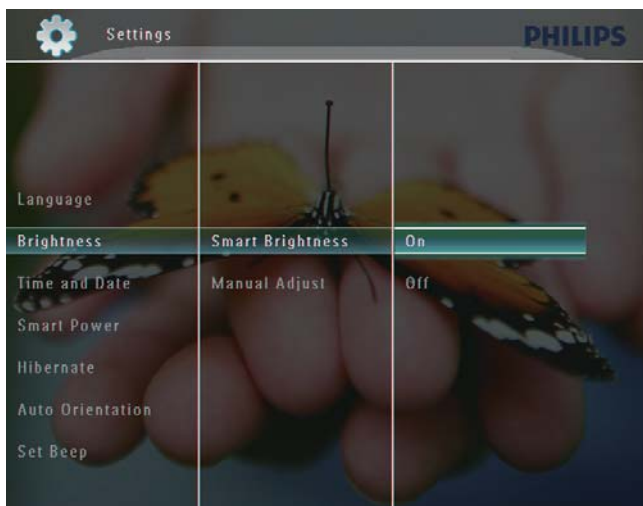 Settings
PHILIPS
Language
Brightness
Smart Brightness
On
Time and Date
Manual Adjust
Off
Smart Power
Hibernate
Auto Orientation
Set Beep